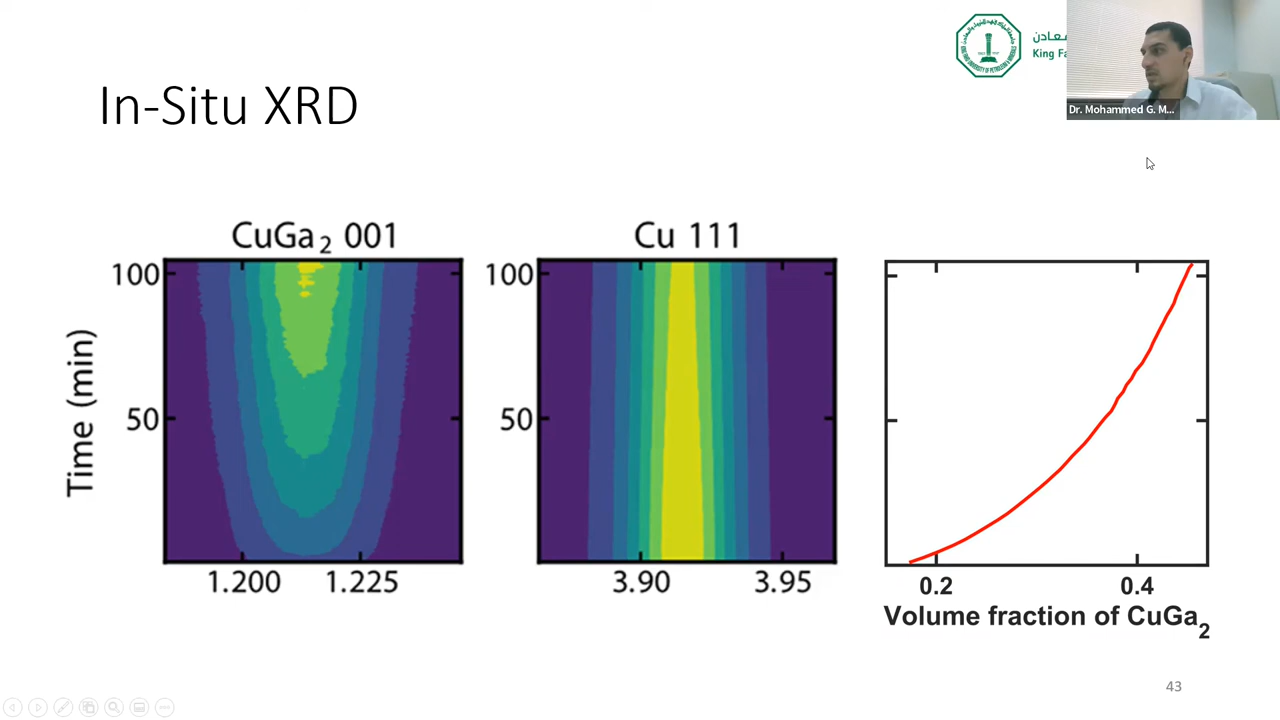 In-Situ XRD
King Fa
Dr. Mohammed G. M...
CuGa2 001
Cu 111
100
100
Time (min)
50
50
1.200 1.225
3.90 3.95
0.2 0.4
Volume fraction of CuGa2
43